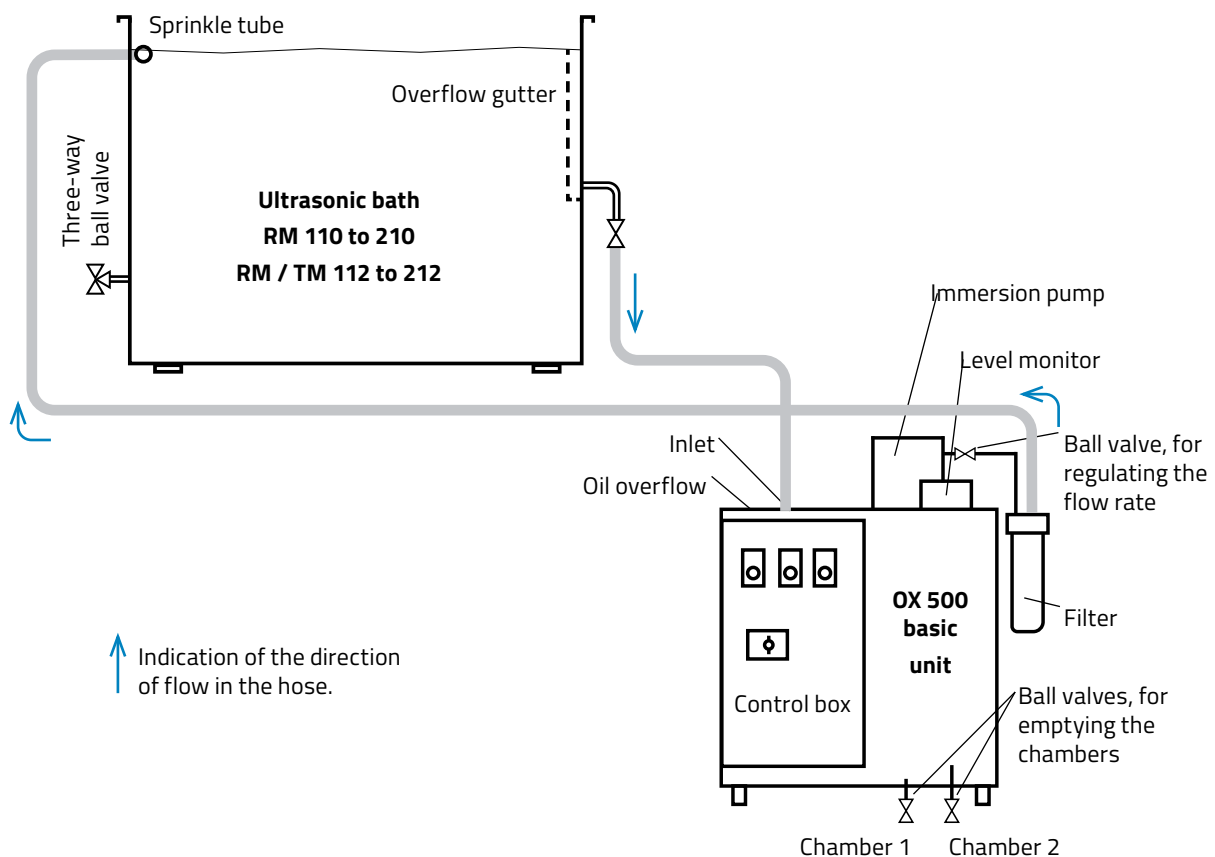 Sprinkle tube
Overflow gutter
Three-way
ball valve
Ultrasonic bath
RM 110 to 210
RM / TM 112 to 212
Immersion pump
Level monitor
Inlet
Ball valve, for
regulating the
flow rate
Oil overflow
OX 500
basic
unit
Filter
Indication of the direction
of flow in the hose.
Control box
Ball valves, for
emptying the
chambers
Chamber 1
Chamber 2